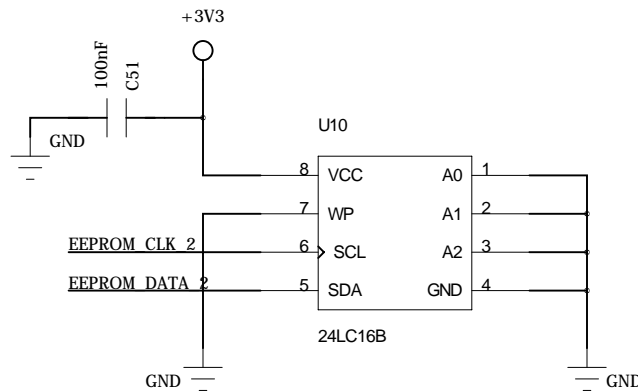 +3V3
100nF
C51
GND
U10
8 VCC A0 1
7 WP A1 2
EEPROM_CLK_2 6 SCL A2 3
EEPROM_DATA_2 5 SDA GND 4
24LC16B
GND
GND